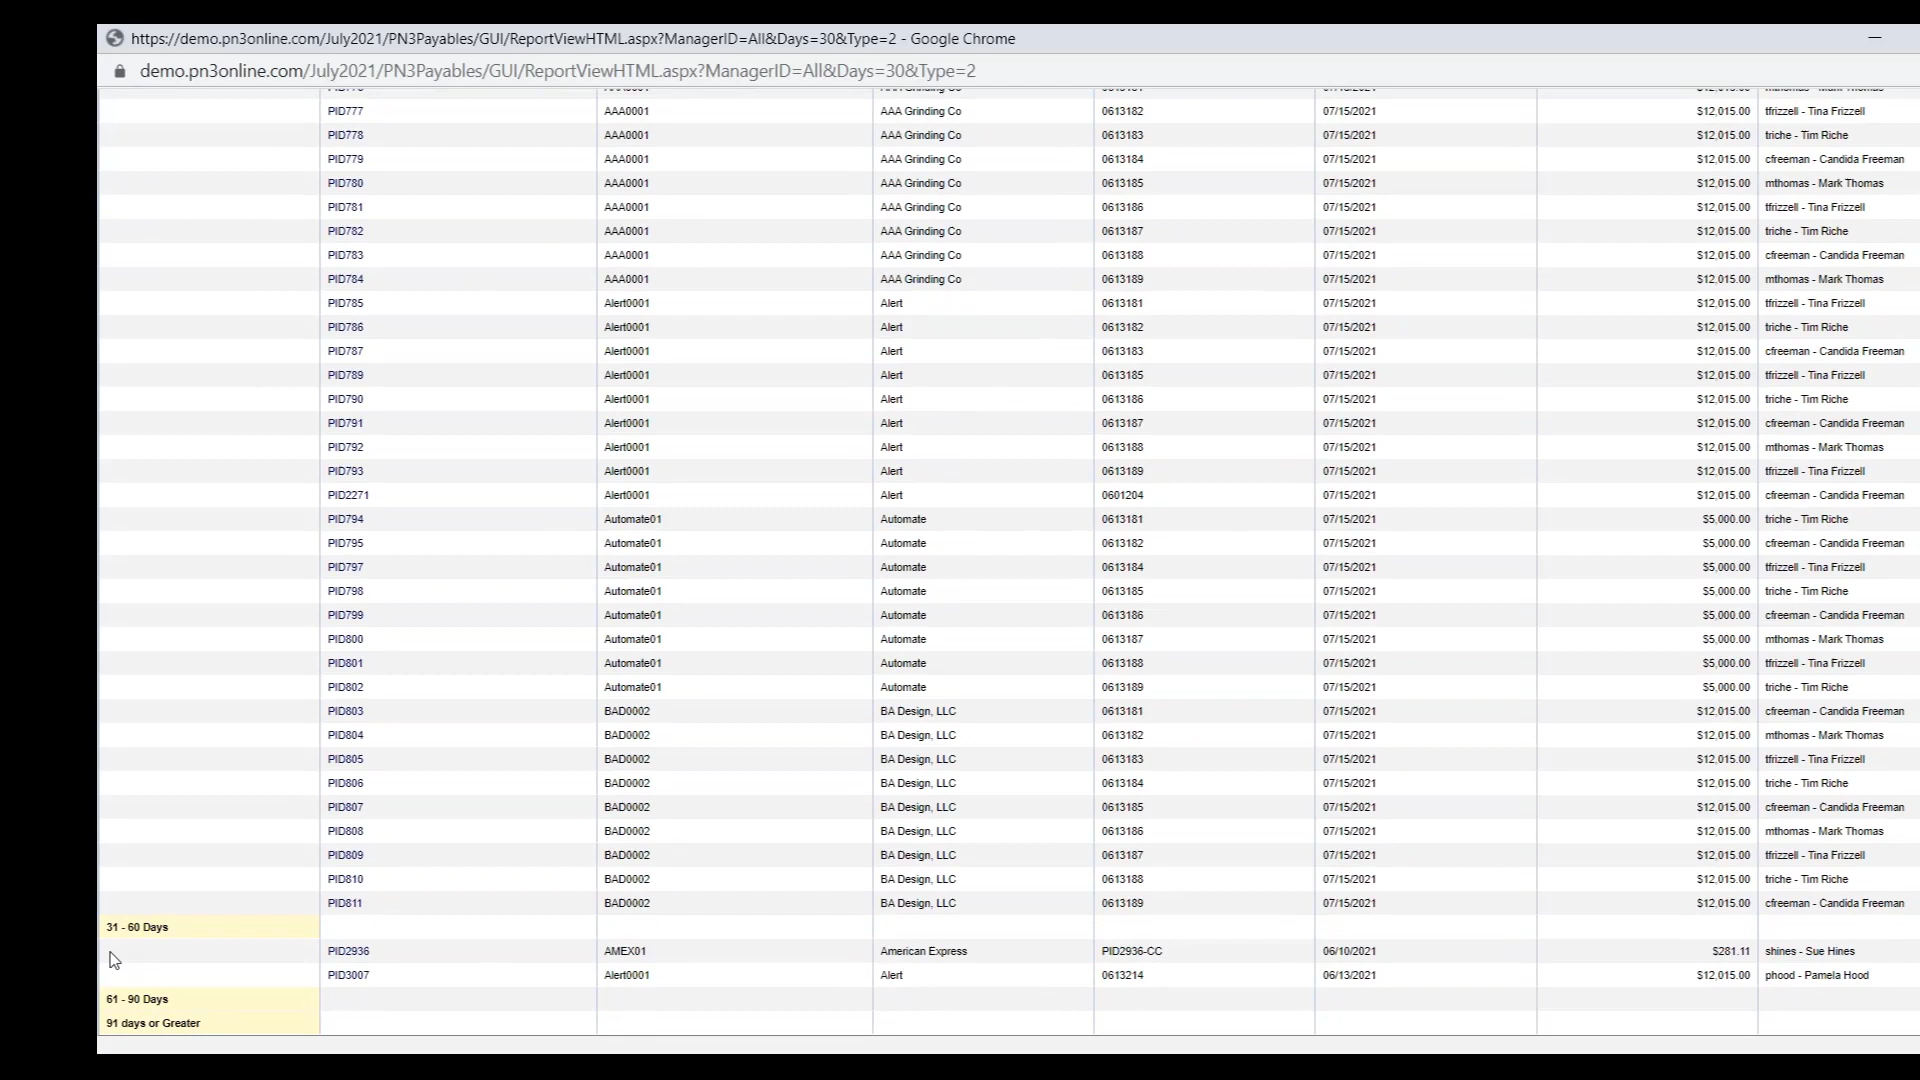 https://demo.pn3online.com/July2021/PN3Payables/GUI/ReportViewHTML.aspx?ManagerID=All&Days=30&Type=2 - Google Chrome
demo.pn3online.com/July2021/PN3Payables/GUI/ReportViewHTML.aspx?ManagerID=All&Days=30&Type=2
PID777 AAA0001 AAA Grinding Co 0613182 07/15/2021 $12,015.00 tfrizzell - Tina Frizzell
PID778 AAA0001 AAA Grinding Co 0613183 07/15/2021 $12,015.00 triche - Tim Riche
PID779 AAA0001 AAA Grinding Co 0613184 07/15/2021 $12,015.00 cfreeman - Candida Freeman
PID780 AAA0001 AAA Grinding Co 0613185 07/15/2021 $12,015.00 mthomas - Mark Thomas
PID781 AAA0001 AAA Grinding Co 0613186 07/15/2021 $12,015.00 tfrizzell - Tina Frizzell
PID782 AAA0001 AAA Grinding Co 0613187 07/15/2021 $12,015.00 triche - Tim Riche
PID783 AAA0001 AAA Grinding Co 0613188 07/15/2021 $12,015.00 cfreeman - Candida Freeman
PID784 AAA0001 AAA Grinding Co 0613189 07/15/2021 $12,015.00 mthomas - Mark Thomas
PID785 Alert0001 Alert 0613181 07/15/2021 $12,015.00 tfrizzell - Tina Frizzell
PID786 Alert0001 Alert 0613182 07/15/2021 $12,015.00 triche - Tim Riche
PID787 Alert0001 Alert 0613183 07/15/2021 $12,015.00 cfreeman - Candida Freeman
PID789 Alert0001 Alert 0613185 07/15/2021 $12,015.00 tfrizzell - Tina Frizzell
PID790 Alert0001 Alert 0613186 07/15/2021 $12,015.00 triche - Tim Riche
PID791 Alert0001 Alert 0613187 07/15/2021 $12,015.00 cfreeman - Candida Freeman
PID792 Alert0001 Alert 0613188 07/15/2021 $12,015.00 mthomas - Mark Thomas
PID793 Alert0001 Alert 0613189 07/15/2021 $12,015.00 tfrizzell - Tina Frizzell
PID2271 Alert0001 Alert 0601204 07/15/2021 $12,015.00 cfreeman - Candida Freeman
PID794 Automate01 Automate 0613181 07/15/2021 $5,000.00 triche - Tim Riche
PID795 Automate01 Automate 0613182 07/15/2021 $5,000.00 cfreeman - Candida Freeman
PID797 Automate01 Automate 0613184 07/15/2021 $5,000.00 tfrizzell - Tina Frizzell
PID798 Automate01 Automate 0613185 07/15/2021 $5,000.00 triche - Tim Riche
PID799 Automate01 Automate 0613186 07/15/2021 $5,000.00 cfreeman - Candida Freeman
PID800 Automate01 Automate 0613187 07/15/2021 $5,000.00 mthomas - Mark Thomas
PID801 Automate01 Automate 0613188 07/15/2021 $5,000.00 tfrizzell - Tina Frizzell
PID802 Automate01 Automate 0613189 07/15/2021 $5,000.00 triche - Tim Riche
PID803 BAD0002 BA Design, LLC 0613181 07/15/2021 $12,015.00 cfreeman - Candida Freeman
PID804 BAD0002 BA Design, LLC 0613182 07/15/2021 $12,015.00 mthomas - Mark Thomas
PID805 BAD0002 BA Design, LLC 0613183 07/15/2021 $12,015.00 tfrizzell - Tina Frizzell
PID806 BAD0002 BA Design, LLC 0613184 07/15/2021 $12,015.00 triche - Tim Riche
PID807 BAD0002 BA Design, LLC 0613185 07/15/2021 $12,015.00 cfreeman - Candida Freeman
PID808 BAD0002 BA Design, LLC 0613186 07/15/2021 $12,015.00 mthomas - Mark Thomas
PID809 BAD0002 BA Design, LLC 0613187 07/15/2021 $12,015.00 tfrizzell - Tina Frizzell
PID810 BAD0002 BA Design, LLC 0613188 07/15/2021 $12,015.00 triche - Tim Riche
PID811 BAD0002 BA Design, LLC 0613189 07/15/2021 $12,015.00 cfreeman - Candida Freeman
31 - 60 Days
PID2936 AMEX01 American Express PID2936-CC 06/10/2021 $281.11 shines - Sue Hines
PID3007 Alert0001 Alert 0613214 06/13/2021 $12,015.00 phood - Pamela Hood
61 - 90 Days
91 days or Greater